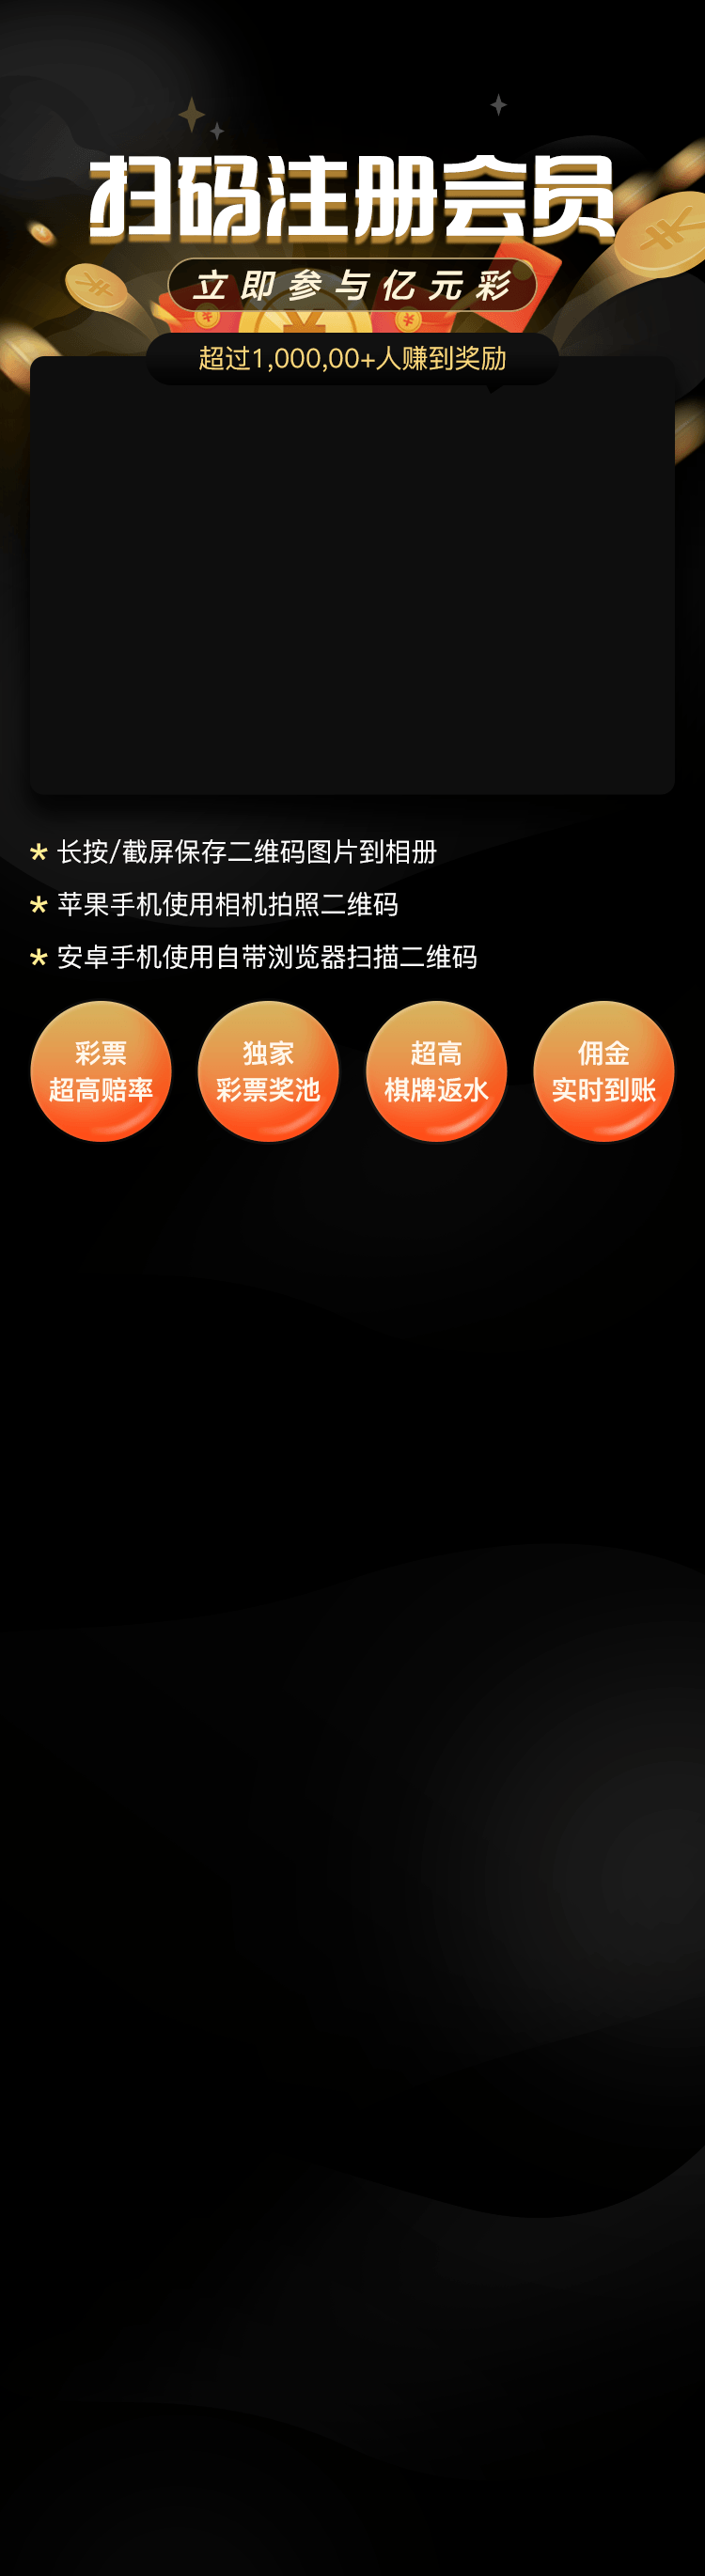 扫码注册会员
立即参与亿元彩
超过1,000,00+人赚到奖励
* 长按/截屏保存二维码图片到相册
* 苹果手机使用相机拍照二维码
* 安卓手机使用自带浏览器扫描二维码
彩票
超高赔率
独家
彩票奖池
超高
棋牌返水
佣金
实时到账